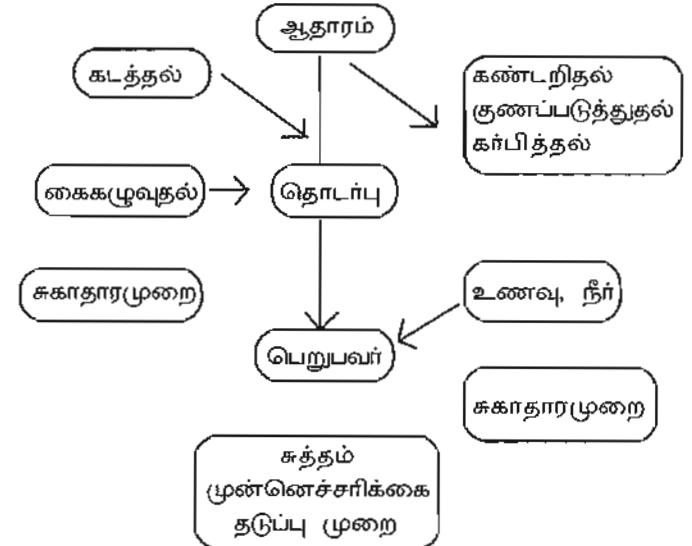 ஆதாரம்
கடத்தல்
கண்டறிதல்
குணப்படுத்துதல்
கர்பித்தல்
கைகழுவுதல்
தொடர்பு
சுகாதாரமுறை
உணவு, நீர்
பெறுபவர்
சுகாதாரமுறை
சுத்தம்
முன்னெச்சரிக்கை
தடுப்பு முறை